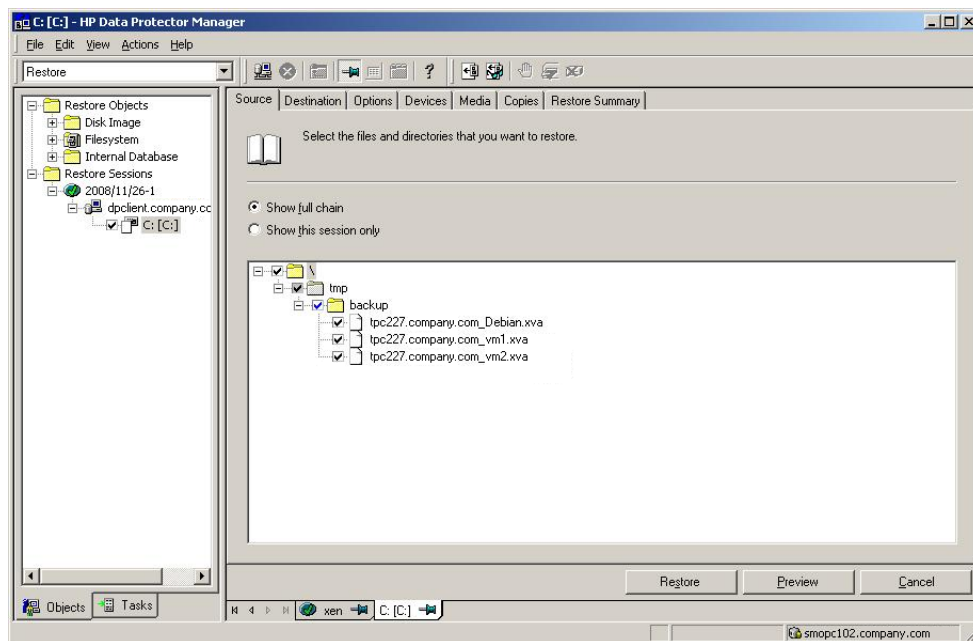 C: [C:] - HP Data Protector Manager
File Edit View Actions Help
Restore
Source Destination Options Devices Media Copies Restore Summary
Restore Objects
Disk Image
Filesystem
Internal Database
Restore Sessions
2008/11/26-1
dpclient.company.cc
C: [C:]
Select the files and directories that you want to restore.
Show full chain
Show this session only
\
tmp
backup
tpc227.company.com_Debian.xva
tpc227.company.com_vm1.xva
tpc227.company.com_vm2.xva
Restore Preview Cancel
Objects Tasks
xen C: [C:]
smopc102.company.com